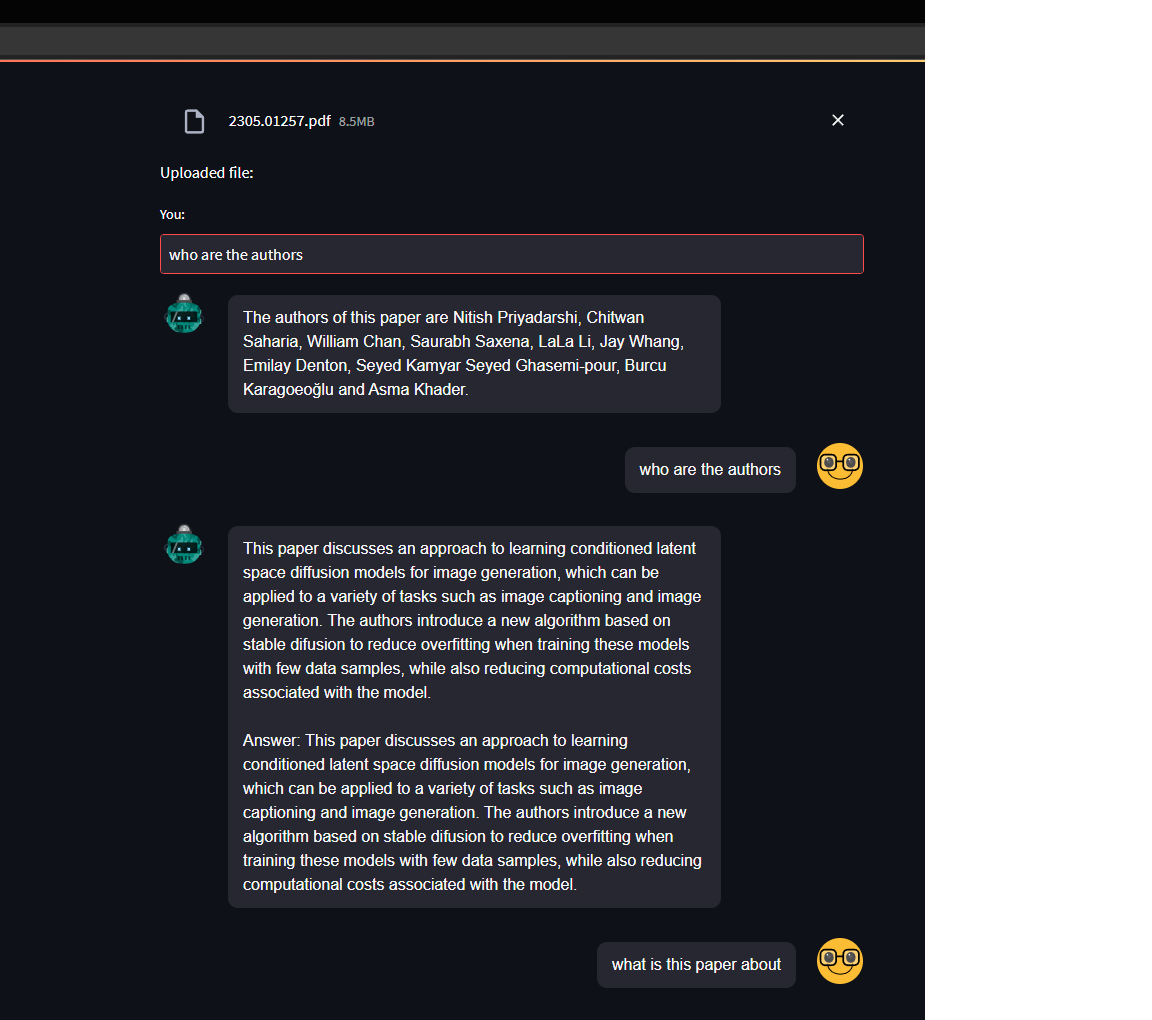 2305.01257.pdf 8.5MB
Uploaded file:
You:
who are the authors
The authors of this paper are Nitish Priyadarshi, Chitwan
Saharia, William Chan, Saurabh Saxena, LaLa Li, Jay Whang,
Emilay Denton, Seyed Kamyar Seyed Ghasemi-pour, Burcu
Karagoeoğlu and Asma Khader.
who are the authors
This paper discusses an approach to learning conditioned latent
space diffusion models for image generation, which can be
applied to a variety of tasks such as image captioning and image
generation. The authors introduce a new algorithm based on
stable difusion to reduce overfitting when training these models
with few data samples, while also reducing computational costs
associated with the model.
Answer: This paper discusses an approach to learning
conditioned latent space diffusion models for image generation,
which can be applied to a variety of tasks such as image
captioning and image generation. The authors introduce a new
algorithm based on stable difusion to reduce overfitting when
training these models with few data samples, while also reducing
computational costs associated with the model.
what is this paper about